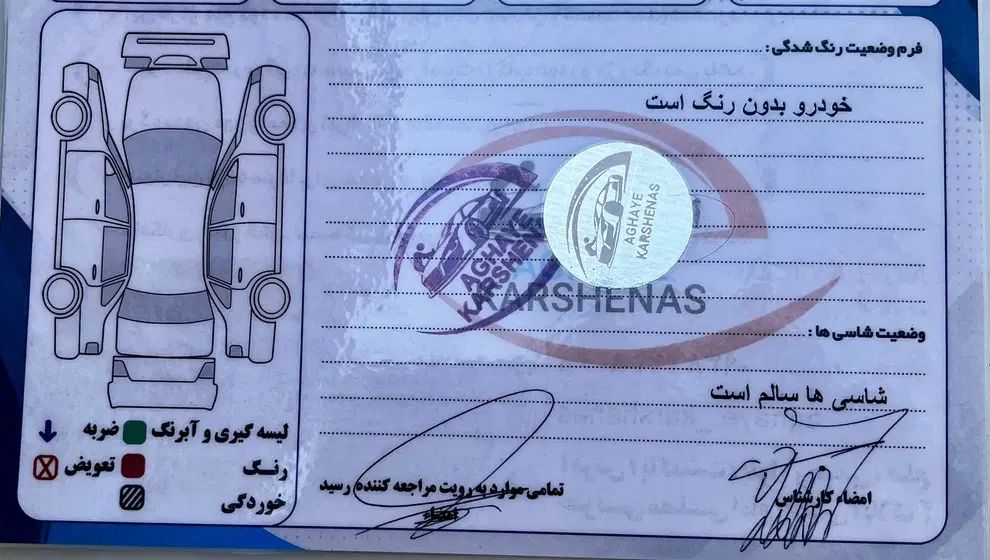 فرم وضعیت رنگ شدگی :
خودرو بدون رنگ است
AGHAYE
KARSHENAS
AGHAYE
KARSHENAS
KARSHENAS
وضعیت شاسی ها :
شاسی ها سالم است
لیسه گیری و آبرنگ ضربه
رنگ تعویض
خوردگی
تمامی موارد به رویت مراجعه کننده رسید
امضاء
امضاء کارشناس